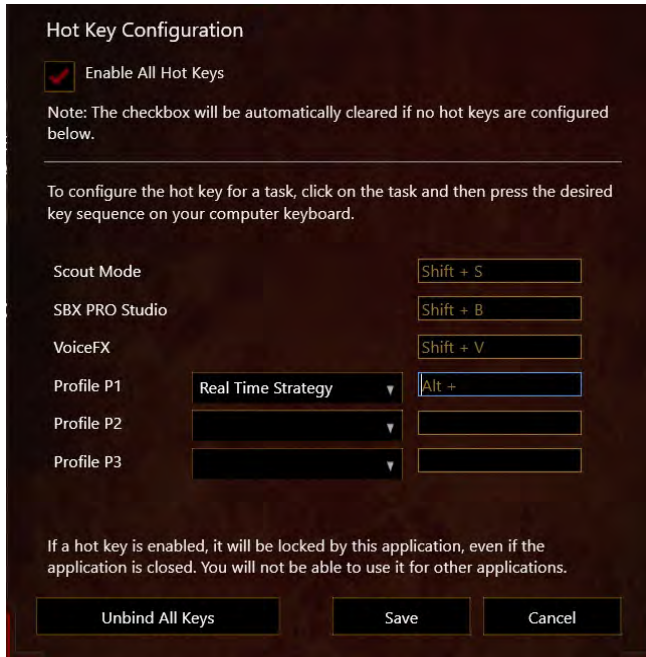 Hot Key Configuration
Enable All Hot Keys
Note: The checkbox will be automatically cleared if no hot keys are configured
below.
To configure the hot key for a task, click on the task and then press the desired
key sequence on your computer keyboard.
Scout Mode Shift + S
SBX PRO Studio Shift + B
VoiceFX Shift + V
Profile P1 Real Time Strategy Alt +
Profile P2
Profile P3
If a hot key is enabled, it will be locked by this application, even if the
application is closed. You will not be able to use it for other applications.
Unbind All Keys Save Cancel